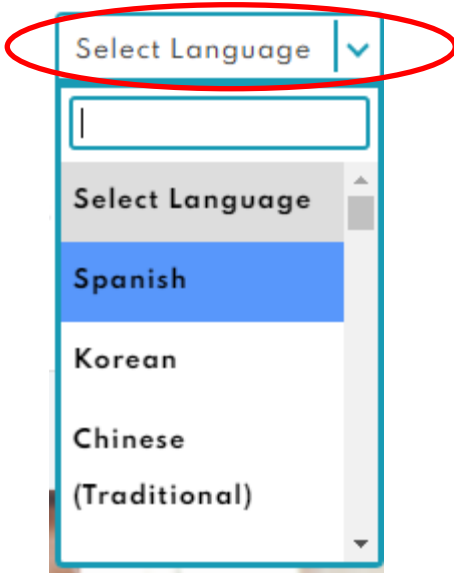 Select Language
Select Language
Spanish
Korean
Chinese
(Traditional)